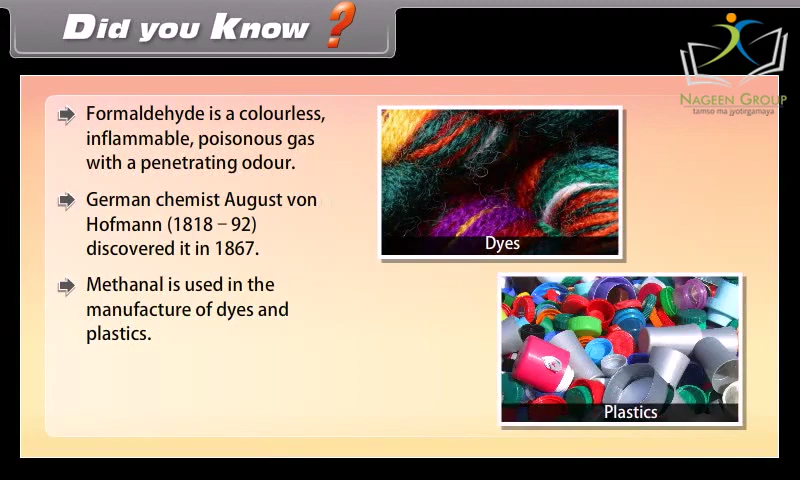 Did you Know ?
NAGEEN GROUP
tamso ma jyotirgamaya
Formaldehyde is a colourless,
inflammable, poisonous gas
with a penetrating odour.
German chemist August von
Hofmann (1818 – 92)
discovered it in 1867.
Methanal is used in the
manufacture of dyes and
plastics.
Dyes
Plastics